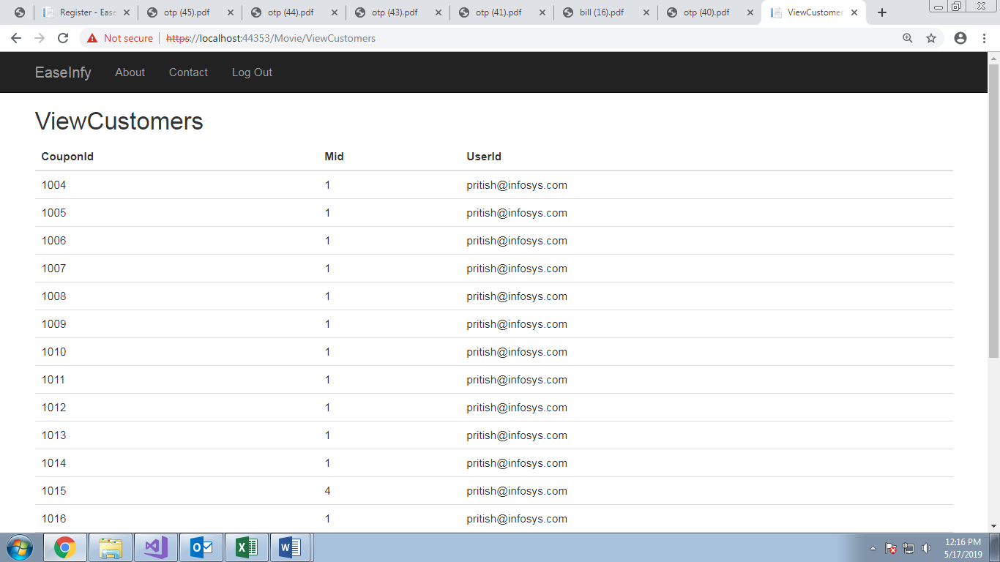 Register - Ease
otp (45).pdf
otp (44).pdf
otp (43).pdf
otp (41).pdf
bill (16).pdf
otp (40).pdf
ViewCustomer
Not secure | https://localhost:44353/Movie/ViewCustomers
EaseInfy About Contact Log Out
ViewCustomers
CouponId Mid UserId
1004 1 pritish@infosys.com
1005 1 pritish@infosys.com
1006 1 pritish@infosys.com
1007 1 pritish@infosys.com
1008 1 pritish@infosys.com
1009 1 pritish@infosys.com
1010 1 pritish@infosys.com
1011 1 pritish@infosys.com
1012 1 pritish@infosys.com
1013 1 pritish@infosys.com
1014 1 pritish@infosys.com
1015 4 pritish@infosys.com
1016 1 pritish@infosys.com
12:16 PM
5/17/2019